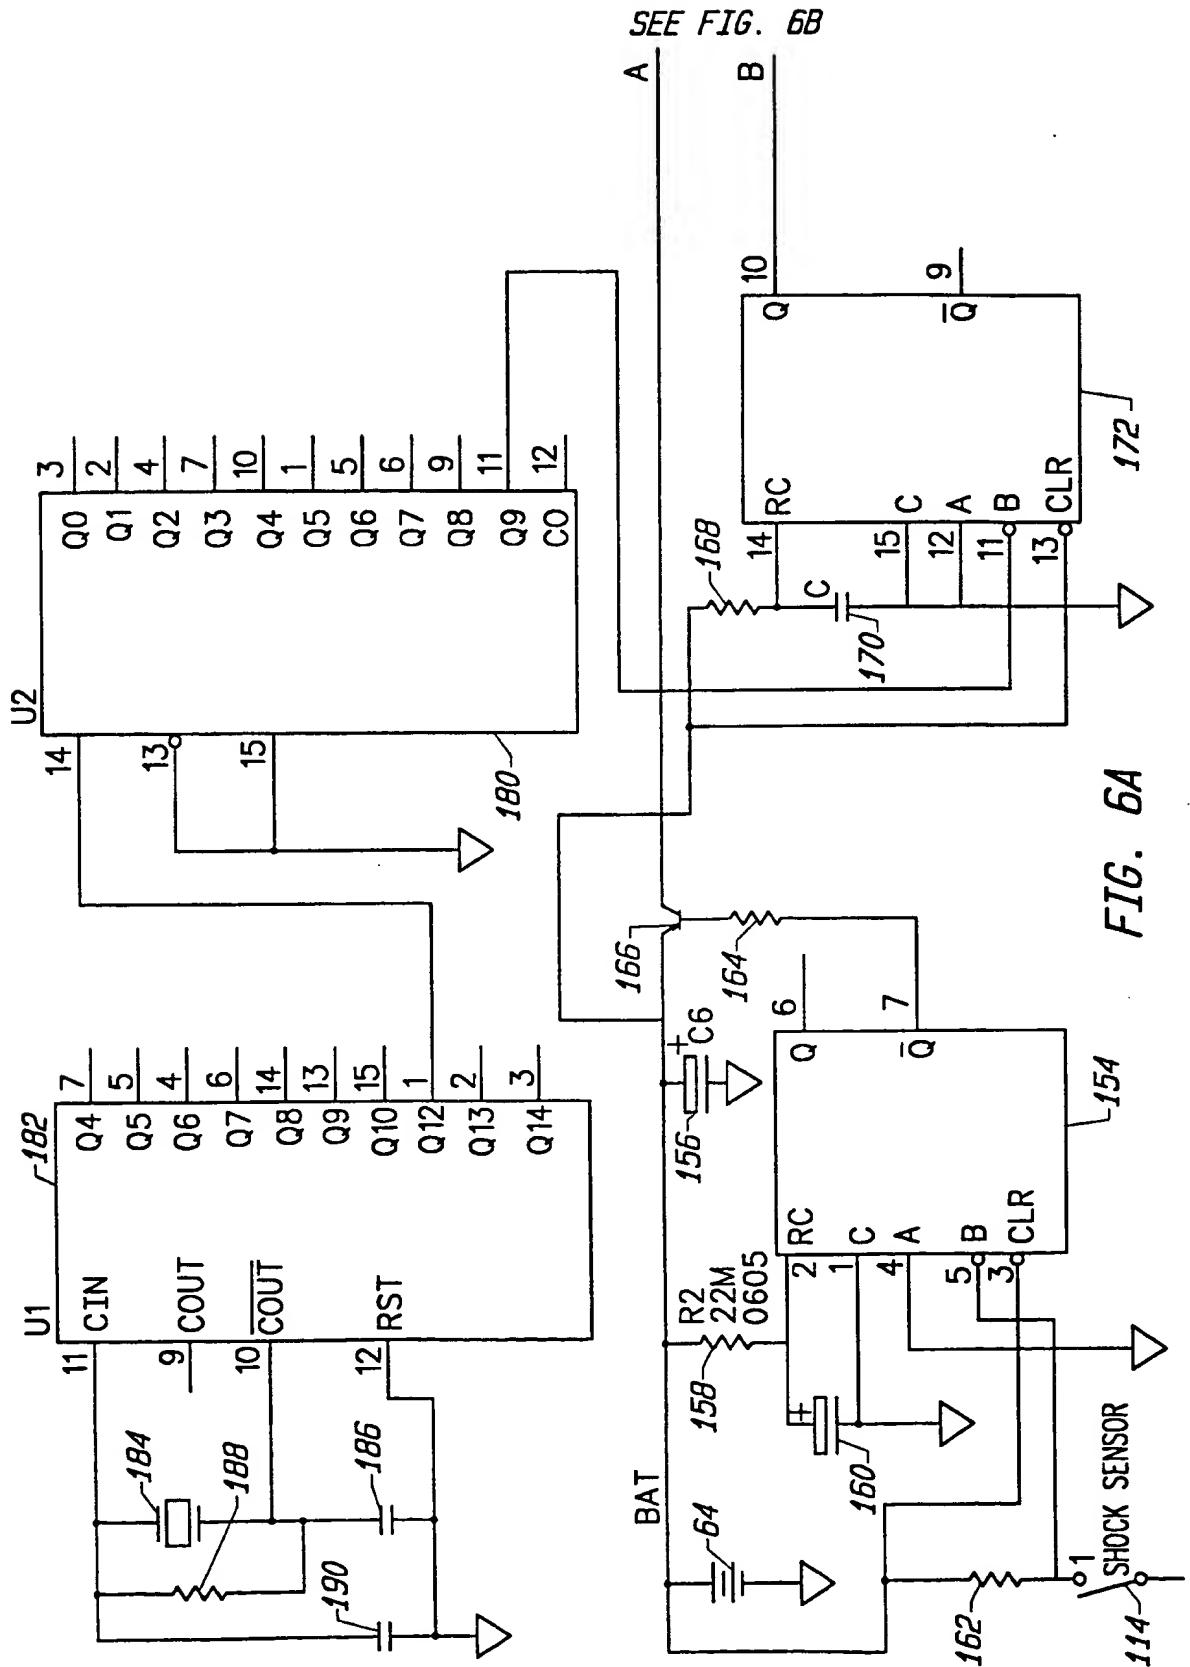 SEE FIG. 6B
A
B
U1
182
CIN
COUT
COUT
RST
11
9
10
12
Q4
Q5
Q6
Q7
Q8
Q9
Q10
Q12
Q13
Q14
7
5
4
6
14
13
15
1
2
3
184
188
186
190
U2
14
13
15
180
Q0
Q1
Q2
Q3
Q4
Q5
Q6
Q7
Q8
Q9
CO
3
2
4
7
10
1
5
6
9
11
12
BAT
64
R2
22M
0605
158
160
156
+
C6
+
166
164
162
1
SHOCK SENSOR
114
RC
C
A
B
CLR
2
1
4
5
3
Q
Q
6
7
154
168
C
170
RC
C
A
B
CLR
14
15
12
11
13
Q
Q
10
9
172
FIG. 6A